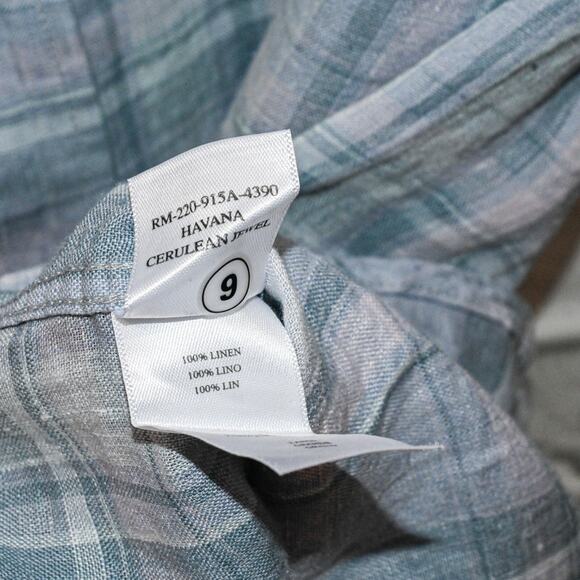 RM-220-915A-4390
HAVANA
CERULEAN JEWEL
9
100% LINEN
100% LINO
100% LIN